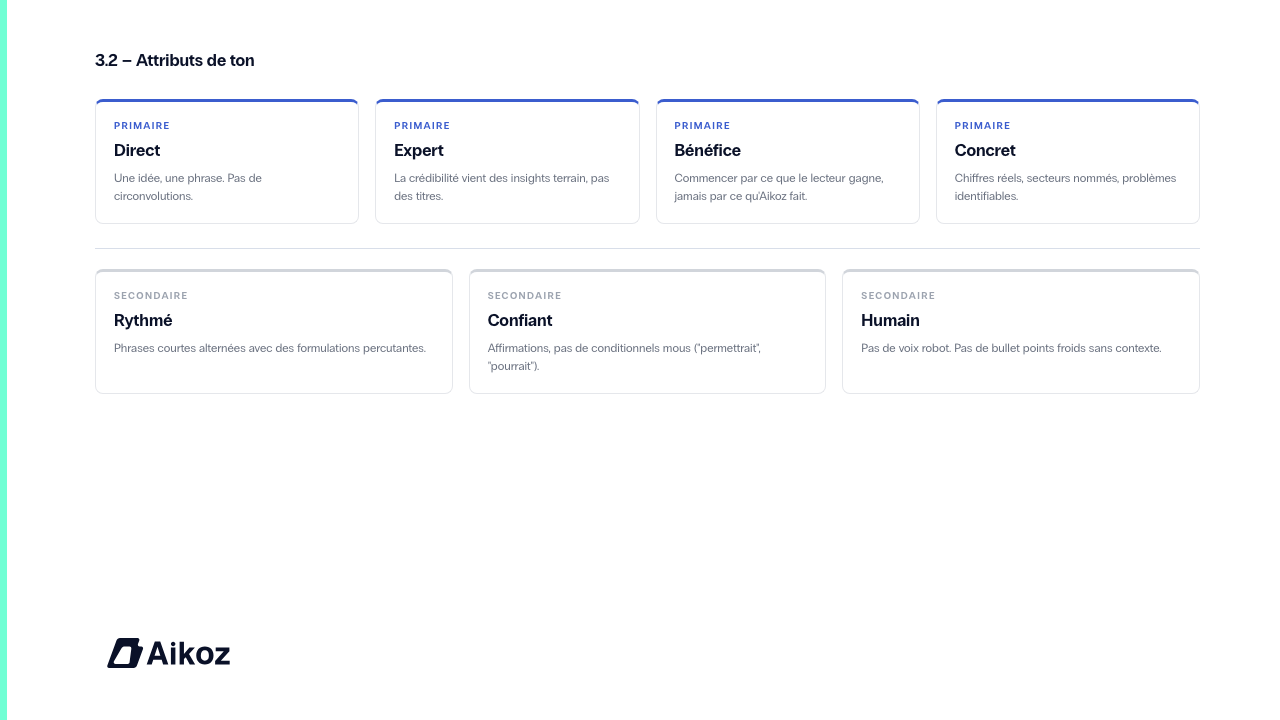 3.2 – Attributs de ton
PRIMAIRE
Direct
Une idée, une phrase. Pas de
circonvolutions.
PRIMAIRE
Expert
La crédibilité vient des insights terrain, pas
des titres.
PRIMAIRE
Bénéfice
Commencer par ce que le lecteur gagne,
jamais par ce qu'Aikoz fait.
PRIMAIRE
Concret
Chiffres réels, secteurs nommés, problèmes
identifiables.
SECONDAIRE
Rythmé
Phrases courtes alternées avec des formulations percutantes.
SECONDAIRE
Confiant
Affirmations, pas de conditionnels mous ("permettrait",
"pourrait").
SECONDAIRE
Humain
Pas de voix robot. Pas de bullet points froids sans contexte.
Aikoz